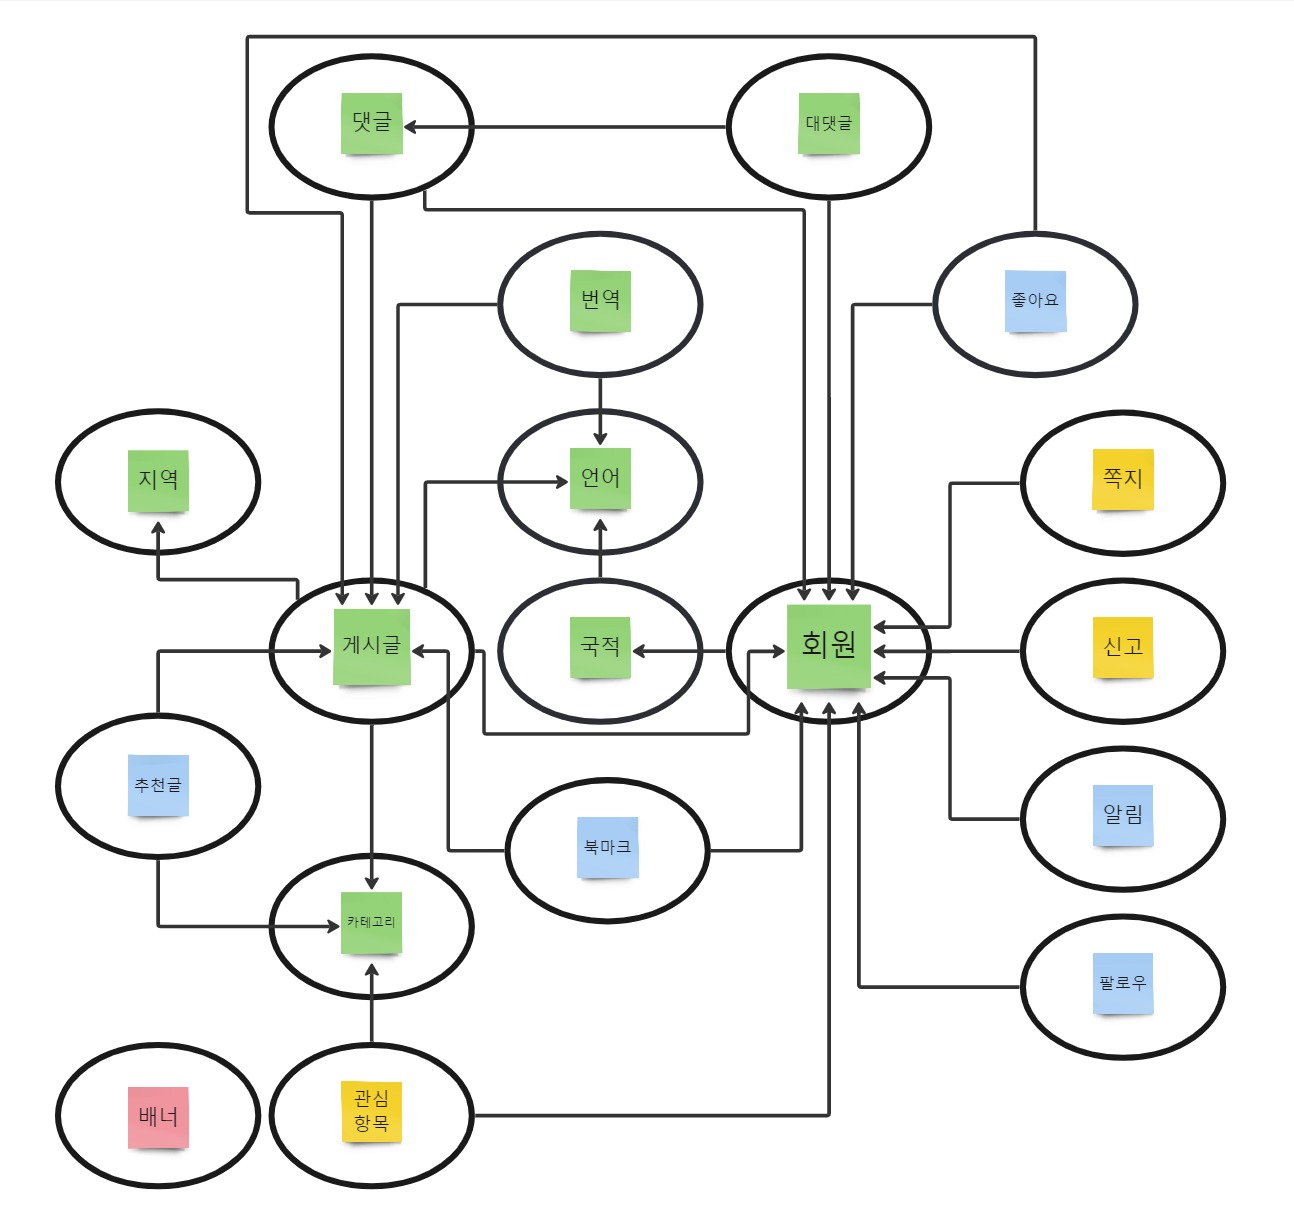 댓글
대댓글
번역
좋아요
지역
언어
쪽지
게시글
국적
회원
신고
추천글
북마크
알림
카테고리
팔로우
배너
관심
항목